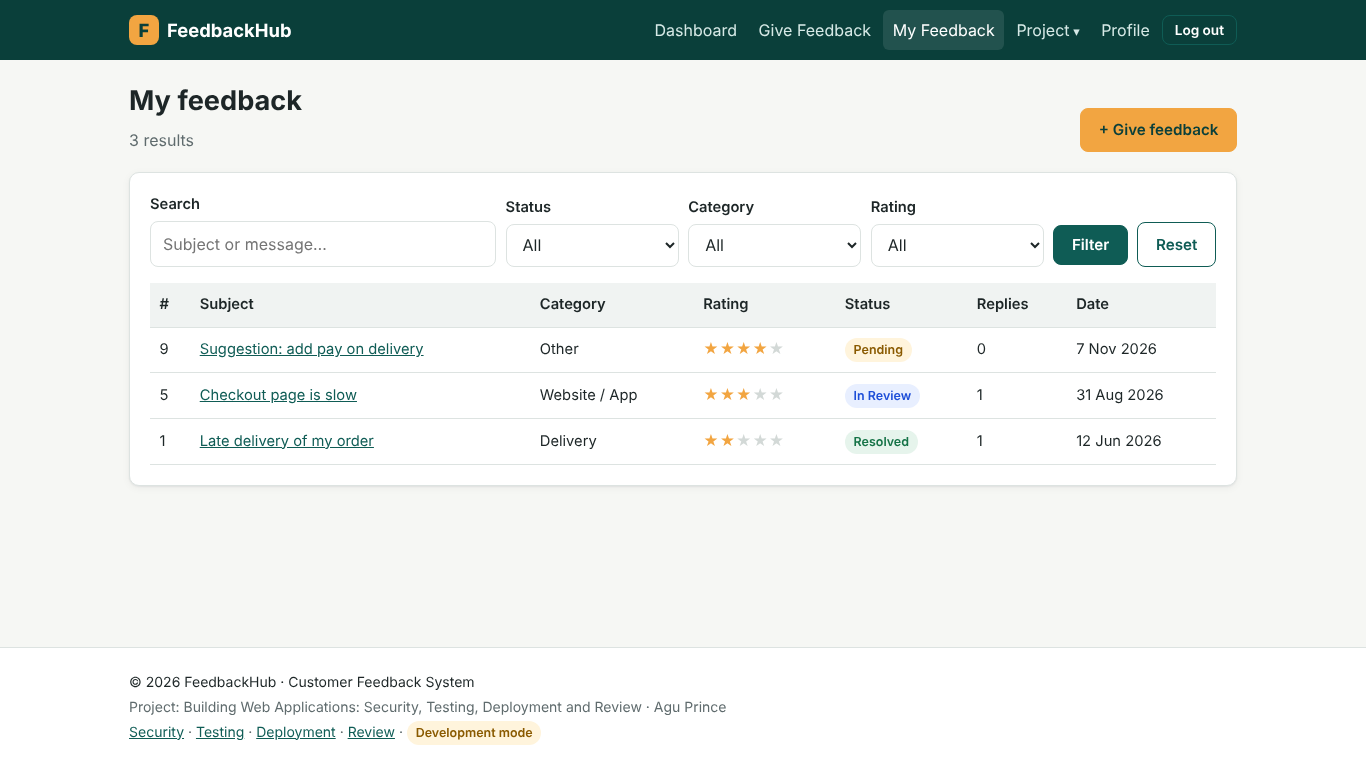 F FeedbackHub Dashboard Give Feedback My Feedback Project ▾ Profile Log out
My feedback
3 results
+ Give feedback
Search Status Category Rating
Subject or message... All All All Filter Reset
# Subject Category Rating Status Replies Date
9 Suggestion: add pay on delivery Other ★★★★★ Pending 0 7 Nov 2026
5 Checkout page is slow Website / App ★★★★★ In Review 1 31 Aug 2026
1 Late delivery of my order Delivery ★★★★★ Resolved 1 12 Jun 2026
© 2026 FeedbackHub · Customer Feedback System
Project: Building Web Applications: Security, Testing, Deployment and Review · Agu Prince
Security · Testing · Deployment · Review · Development mode